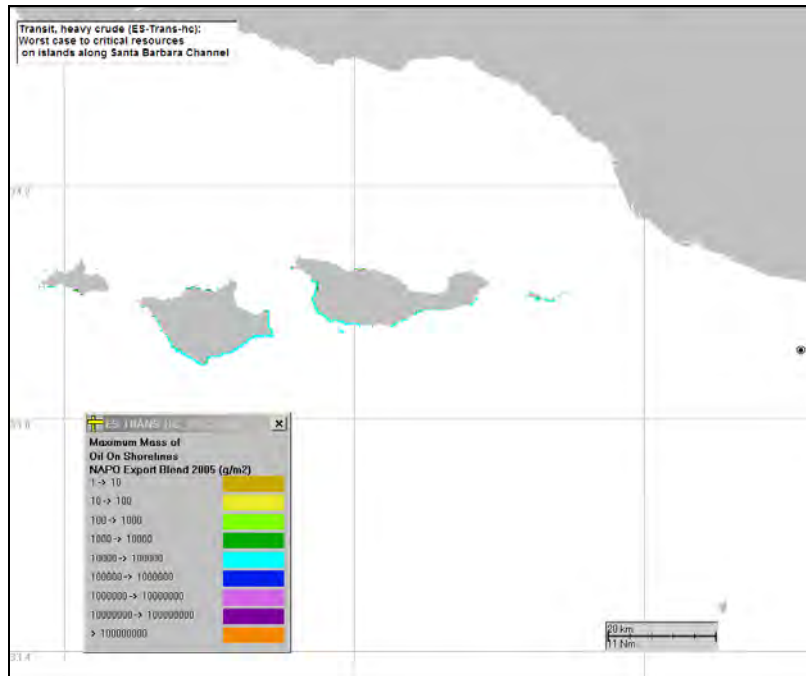 Transit, heavy crude (ES-Trans-hc):
Worst case to critical resources
on islands along Santa Barbara Channel
ES TRANS
Maximum Mass of
Oil On Shorelines
NAPO Export Blend 2005 (g/m2)
1 -> 10
10 -> 100
100 -> 1000
1000 -> 10000
10000 -> 100000
100000 -> 1000000
1000000 -> 10000000
10000000 -> 100000000
> 100000000
20 km
11 Nm